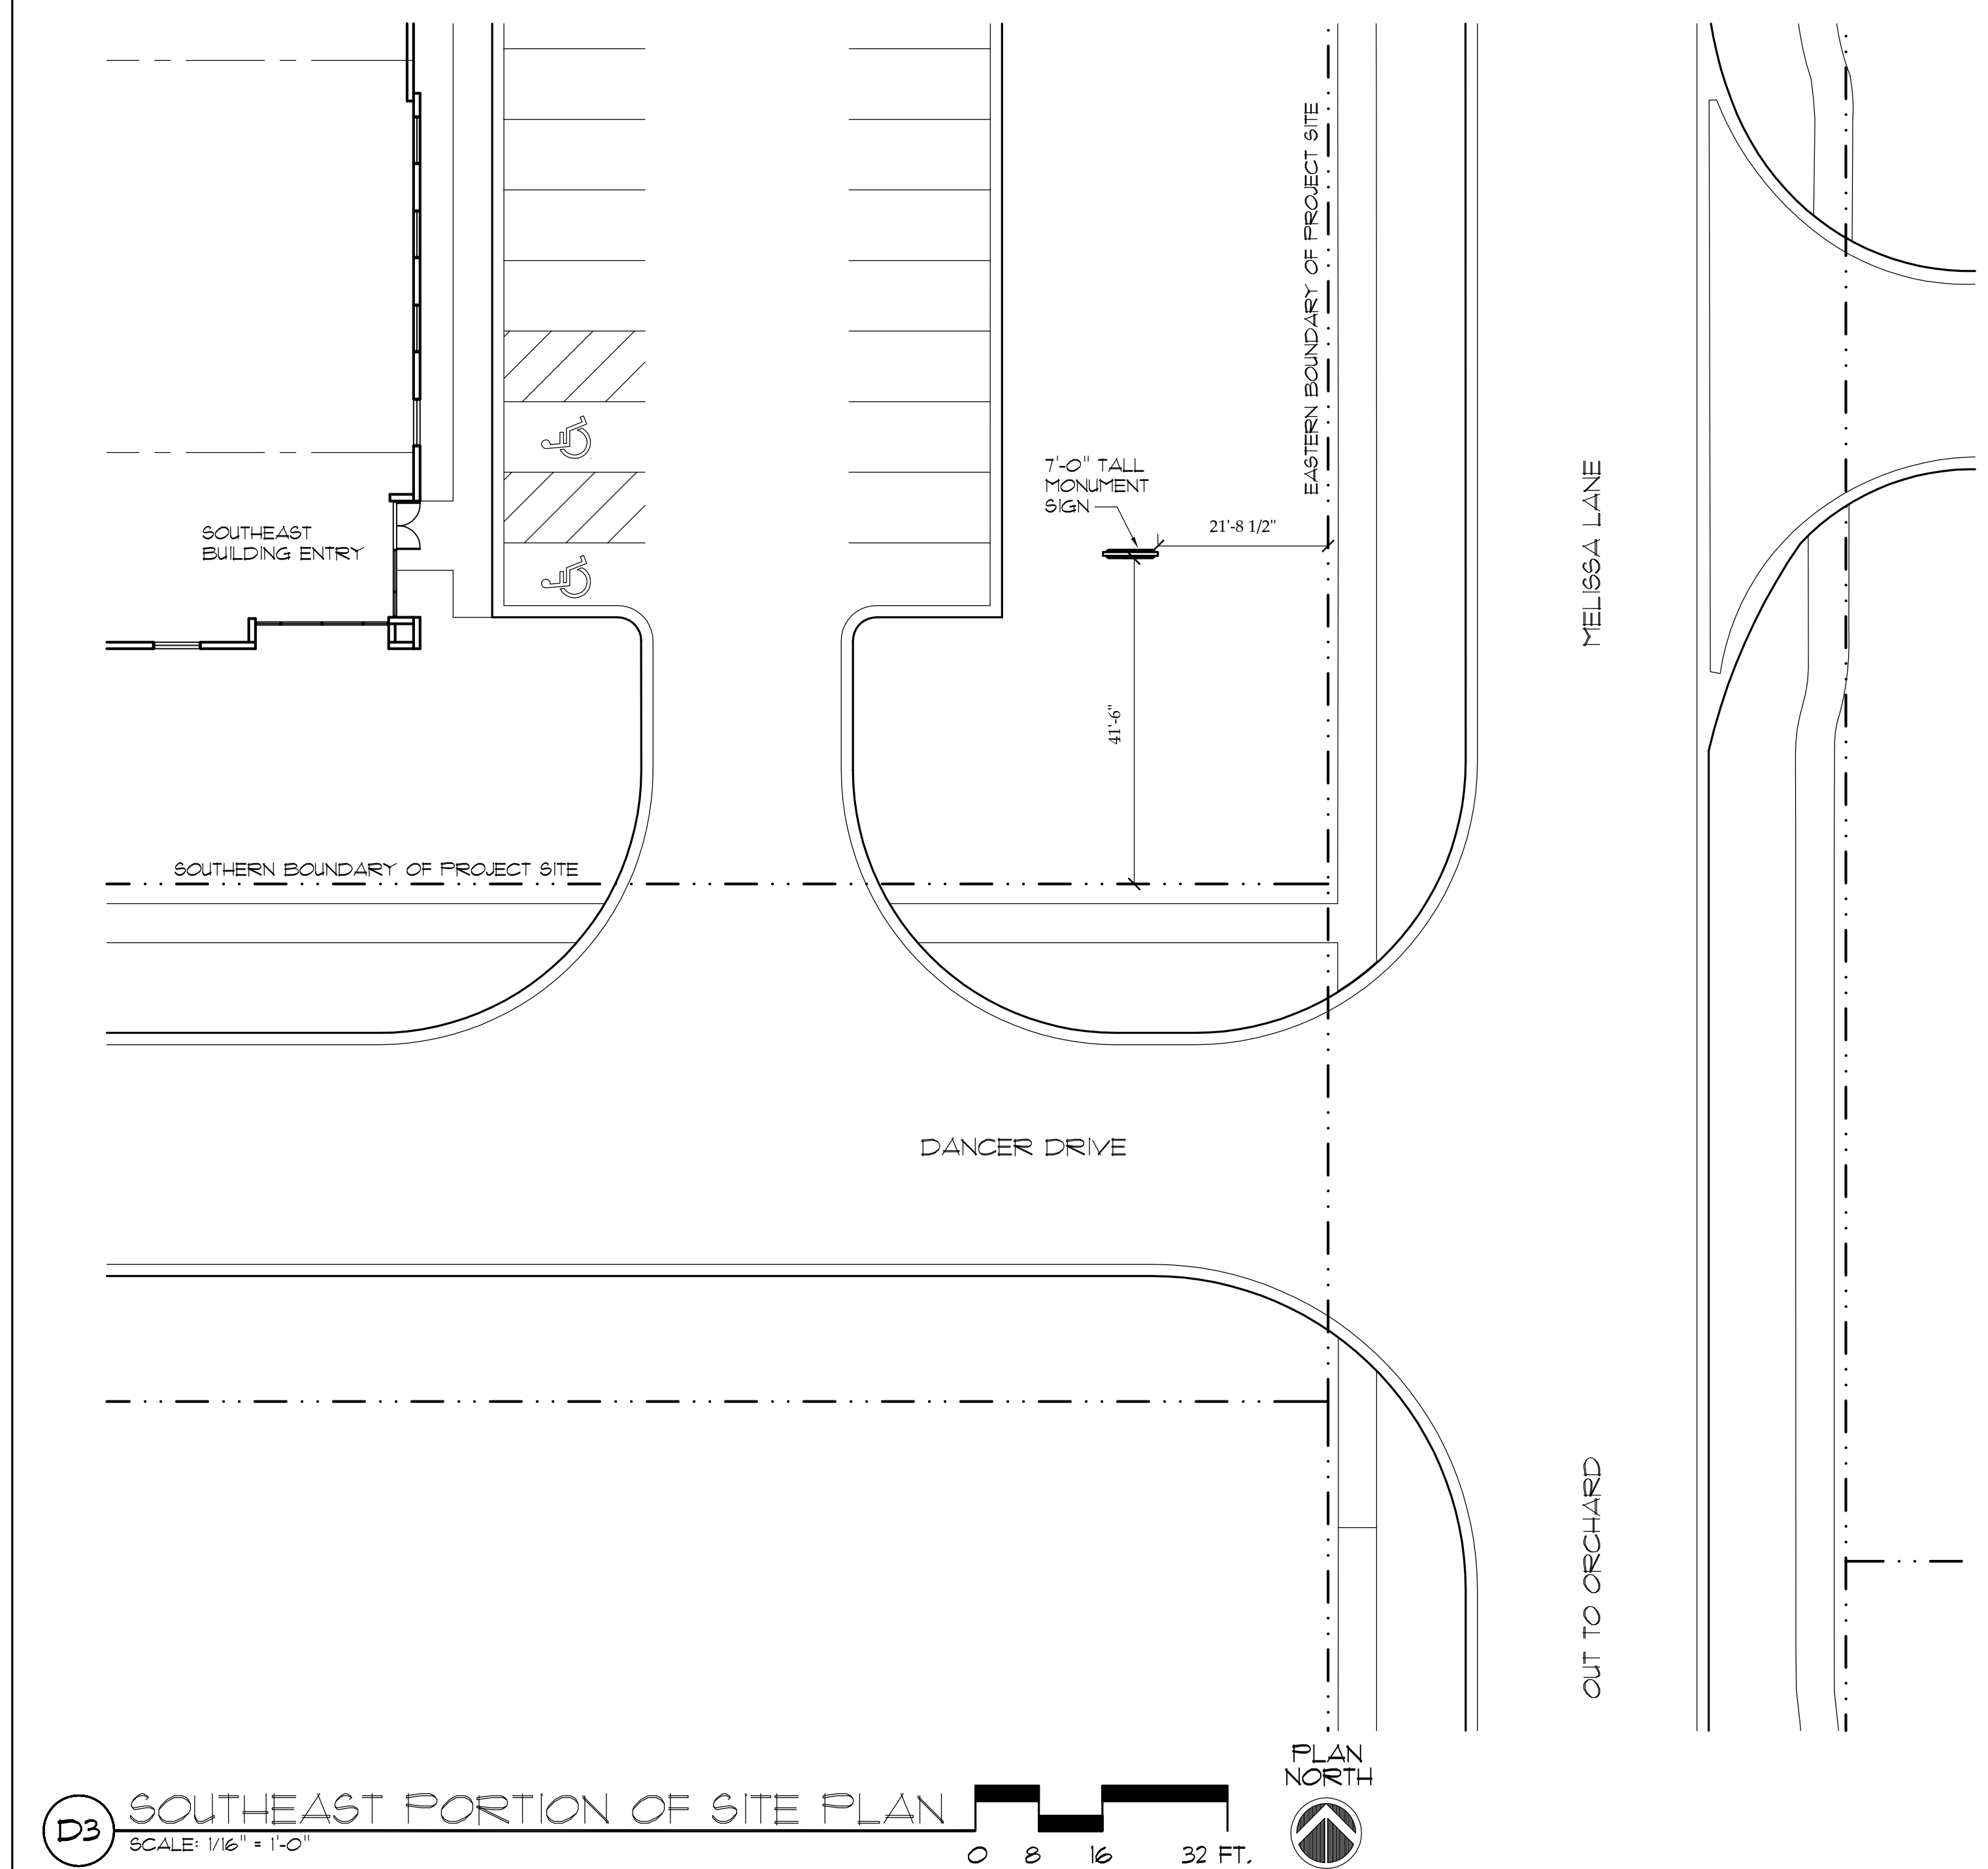 EASTERN BOUNDARY OF PROJECT SITE
7'-0" TALL
MONUMENT
SIGN
21'-8 1/2"
MELISSA LANE
SOUTHEAST
BUILDING ENTRY
41'-6"
SOUTHERN BOUNDARY OF PROJECT SITE
DANCER DRIVE
OUT TO ORCHARD
PLAN
NORTH
D3
SOUTHEAST PORTION OF SITE PLAN
SCALE: 1/16" = 1'-0"
0 8 16 32 FT.